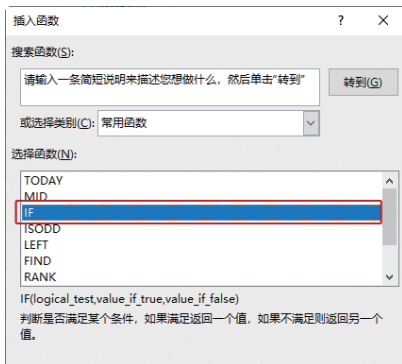 插入函数 ? ×
搜索函数(S):
请输入一条简短说明来描述您想做什么，然后单击"转到" 转到(G)
或选择类别(C): 常用函数
选择函数(N):
TODAY
MID
IF
ISODD
LEFT
FIND
RANK
IF(logical_test,value_if_true,value_if_false)
判断是否满足某个条件，如果满足返回一个值，如果不满足则返回另一个
值。